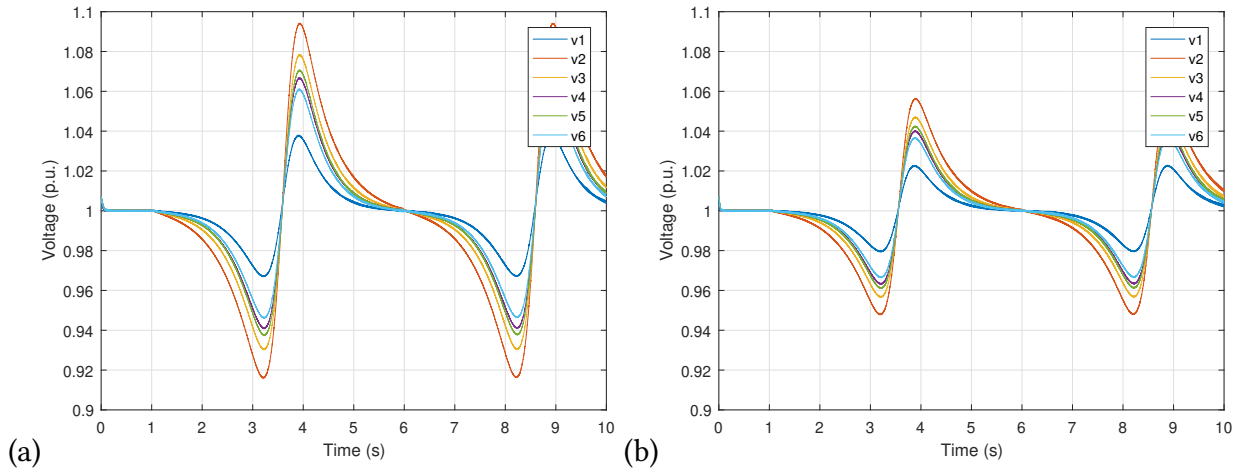 1.1
1.08
1.06
1.04
1.02
1
0.98
0.96
0.94
0.92
0.9
Voltage (p.u.)
v1
v2
v3
v4
v5
v6
0 1 2 3 4 5 6 7 8 9 10
Time (s)
(a)
1.1
1.08
1.06
1.04
1.02
1
0.98
0.96
0.94
0.92
0.9
Voltage (p.u.)
v1
v2
v3
v4
v5
v6
0 1 2 3 4 5 6 7 8 9 10
Time (s)
(b)